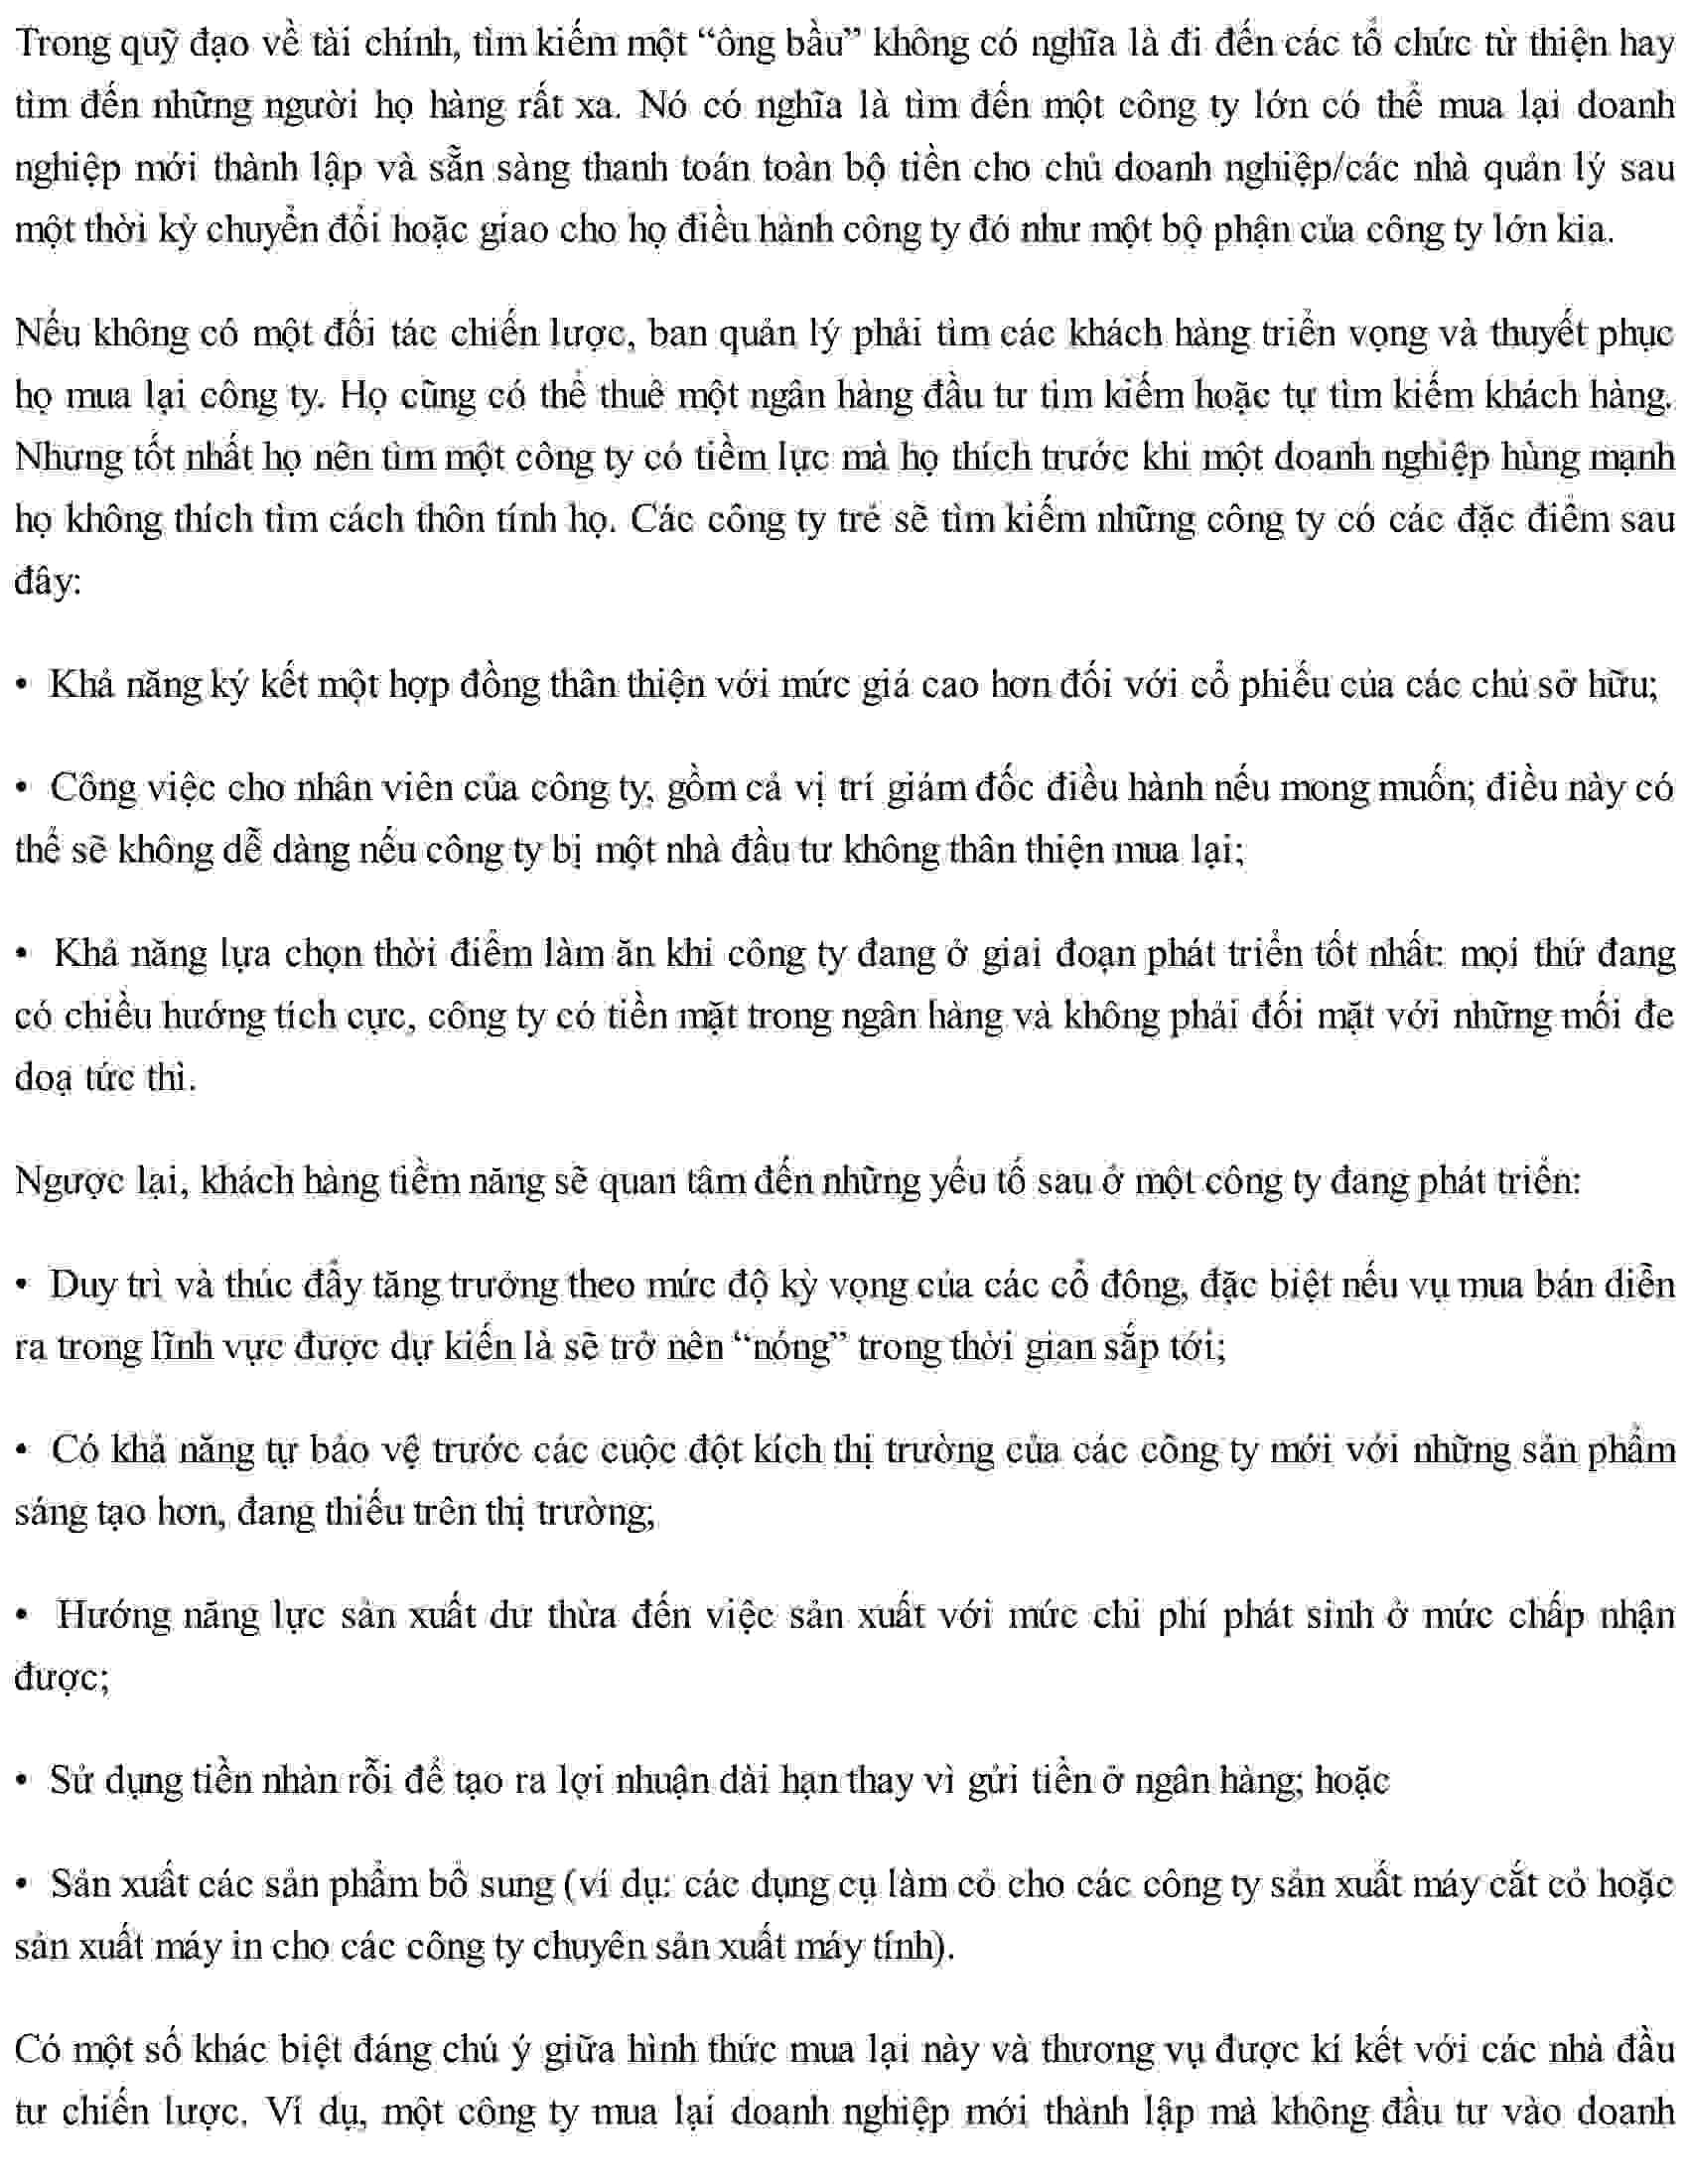 Trong quỹ đạo về tài chính, tìm kiếm một “ông bầu” không có nghĩa là đi đến các tổ chức từ thiện hay
tìm đến những người họ hàng rất xa. Nó có nghĩa là tìm đến một công ty lớn có thể mua lại doanh
nghiệp mới thành lập và sẵn sàng thanh toán toàn bộ tiền cho chủ doanh nghiệp/các nhà quản lý sau
một thời kỳ chuyển đổi hoặc giao cho họ điều hành công ty đó như một bộ phận của công ty lớn kia.
Nếu không có một đối tác chiến lược, ban quản lý phải tìm các khách hàng triển vọng và thuyết phục
họ mua lại công ty. Họ cũng có thể thuê một ngân hàng đầu tư tìm kiếm hoặc tự tìm kiếm khách hàng.
Nhưng tốt nhất họ nên tìm một công ty có tiềm lực mà họ thích trước khi một doanh nghiệp hùng mạnh
họ không thích tìm cách thôn tính họ. Các công ty trẻ sẽ tìm kiếm những công ty có các đặc điểm sau
đây:
• Khả năng ký kết một hợp đồng thân thiện với mức giá cao hơn đối với cổ phiếu của các chủ sở hữu;
• Công việc cho nhân viên của công ty, gồm cả vị trí giám đốc điều hành nếu mong muốn; điều này có
thể sẽ không dễ dàng nếu công ty bị một nhà đầu tư không thân thiện mua lại;
• Khả năng lựa chọn thời điểm làm ăn khi công ty đang ở giai đoạn phát triển tốt nhất: mọi thứ đang
có chiều hướng tích cực, công ty có tiền mặt trong ngân hàng và không phải đối mặt với những mối đe
doạ tức thì.
Ngược lại, khách hàng tiềm năng sẽ quan tâm đến những yếu tố sau ở một công ty đang phát triển:
• Duy trì và thúc đẩy tăng trưởng theo mức độ kỳ vọng của các cổ đông, đặc biệt nếu vụ mua bán diễn
ra trong lĩnh vực được dự kiến là sẽ trở nên “nóng” trong thời gian sắp tới;
• Có khả năng tự bảo vệ trước các cuộc đột kích thị trường của các công ty mới với những sản phẩm
sáng tạo hơn, đang thiếu trên thị trường;
• Hướng năng lực sản xuất dư thừa đến việc sản xuất với mức chi phí phát sinh ở mức chấp nhận
được;
• Sử dụng tiền nhàn rỗi để tạo ra lợi nhuận dài hạn thay vì gửi tiền ở ngân hàng; hoặc
• Sản xuất các sản phẩm bổ sung (ví dụ: các dụng cụ làm cỏ cho các công ty sản xuất máy cắt cỏ hoặc
sản xuất máy in cho các công ty chuyên sản xuất máy tính).
Có một số khác biệt đáng chú ý giữa hình thức mua lại này và thương vụ được kí kết với các nhà đầu
tư chiến lược. Ví dụ, một công ty mua lại doanh nghiệp mới thành lập mà không đầu tư vào doanh